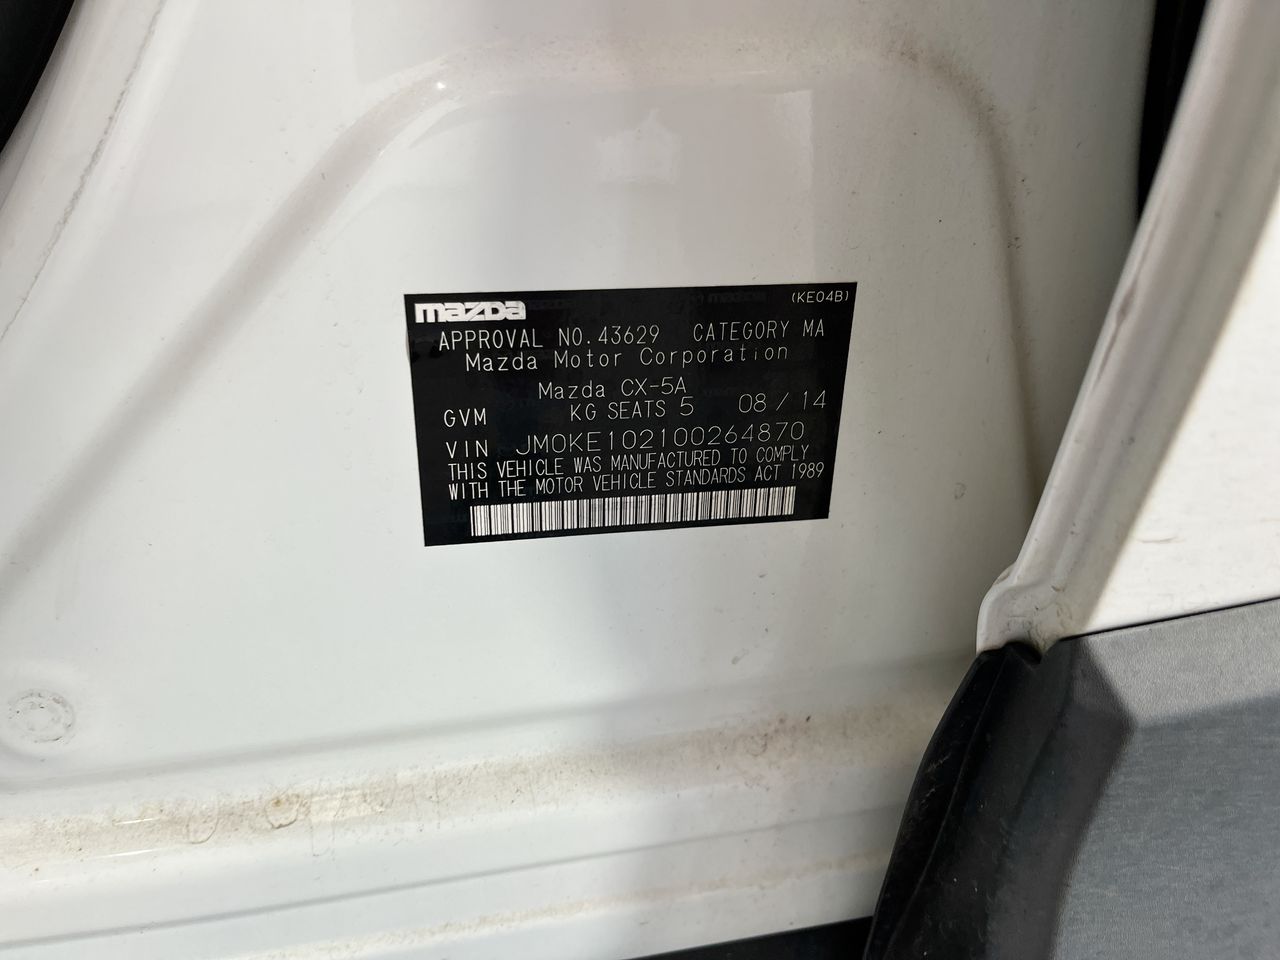 mazda (KE04B)
APPROVAL NO. 43629 CATEGORY MA
Mazda Motor Corporation
Mazda CX-5A
GVM KG SEATS 5 08 / 14
VIN JM0KE102100264870
THIS VEHICLE WAS MANUFACTURED TO COMPLY
WITH THE MOTOR VEHICLE STANDARDS ACT 1989